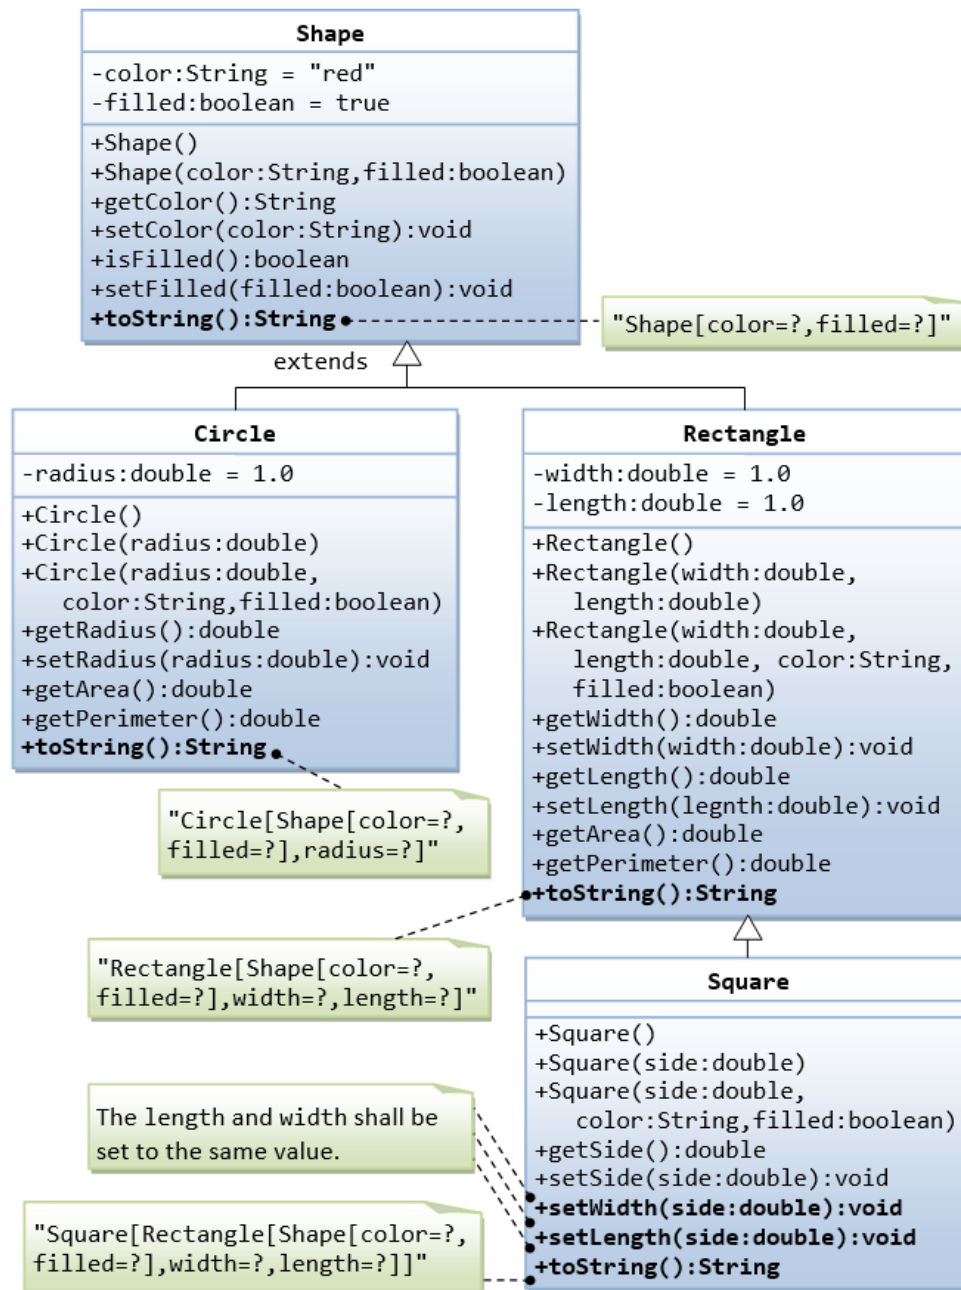 Shape
-color:String = "red"
-filled:boolean = true
+Shape()
+Shape(color:String,filled:boolean)
+getColor():String
+setColor(color:String):void
+isFilled():boolean
+setFilled(filled:boolean):void
+toString():String
"Shape[color=?,filled=?]"
extends
Circle
-radius:double = 1.0
+Circle()
+Circle(radius:double)
+Circle(radius:double,
color:String,filled:boolean)
+getRadius():double
+setRadius(radius:double):void
+getArea():double
+getPerimeter():double
+toString():String
"Circle[Shape[color=?,
filled=?],radius=?]"
Rectangle
-width:double = 1.0
-length:double = 1.0
+Rectangle()
+Rectangle(width:double,
length:double)
+Rectangle(width:double,
length:double, color:String,
filled:boolean)
+getWidth():double
+setWidth(width:double):void
+getLength():double
+setLength(legnth:double):void
+getArea():double
+getPerimeter():double
+toString():String
"Rectangle[Shape[color=?,
filled=?],width=?,length=?]"
Square
+Square()
+Square(side:double)
+Square(side:double,
color:String,filled:boolean)
+getSide():double
+setSide(side:double):void
+setWidth(side:double):void
+setLength(side:double):void
+toString():String
The length and width shall be
set to the same value.
"Square[Rectangle[Shape[color=?,
filled=?],width=?,length=?]]"